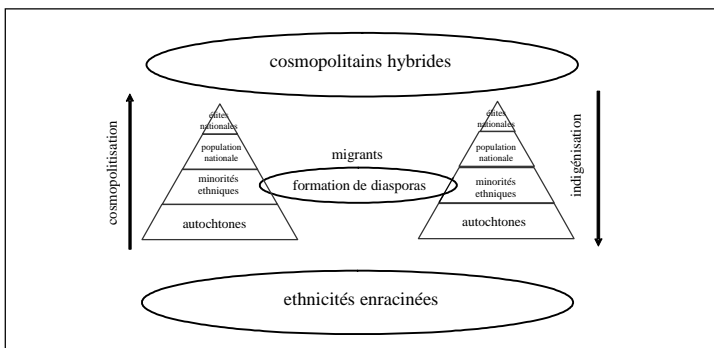 cosmopolitains hybrides
cosmopolitisation
élites
nationales
population
nationale
minorités
ethniques
autochtones
migrants
formation de diasporas
élites
nationales
population
nationale
minorités
ethniques
autochtones
indigénisation
ethnicités enracinées